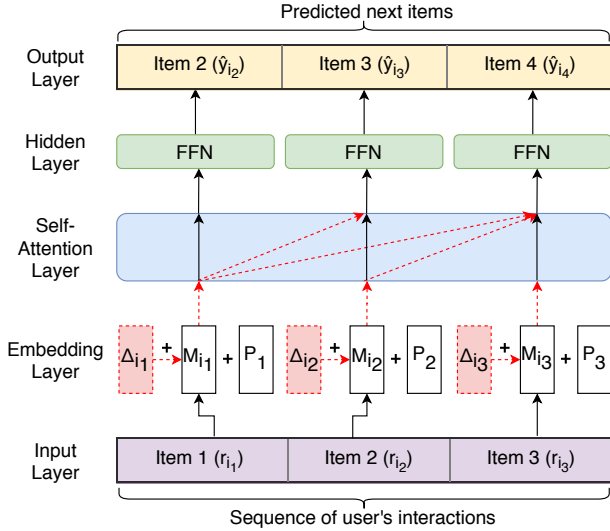 Predicted next items
Output Layer
Item 2 (ŷi2) Item 3 (ŷi3) Item 4 (ŷi4)
Hidden Layer
FFN FFN FFN
Self-Attention Layer
Embedding Layer
Δi1 + Mi1 + P1 Δi2 + Mi2 + P2 Δi3 + Mi3 + P3
Input Layer
Item 1 (ri1) Item 2 (ri2) Item 3 (ri3)
Sequence of user's interactions